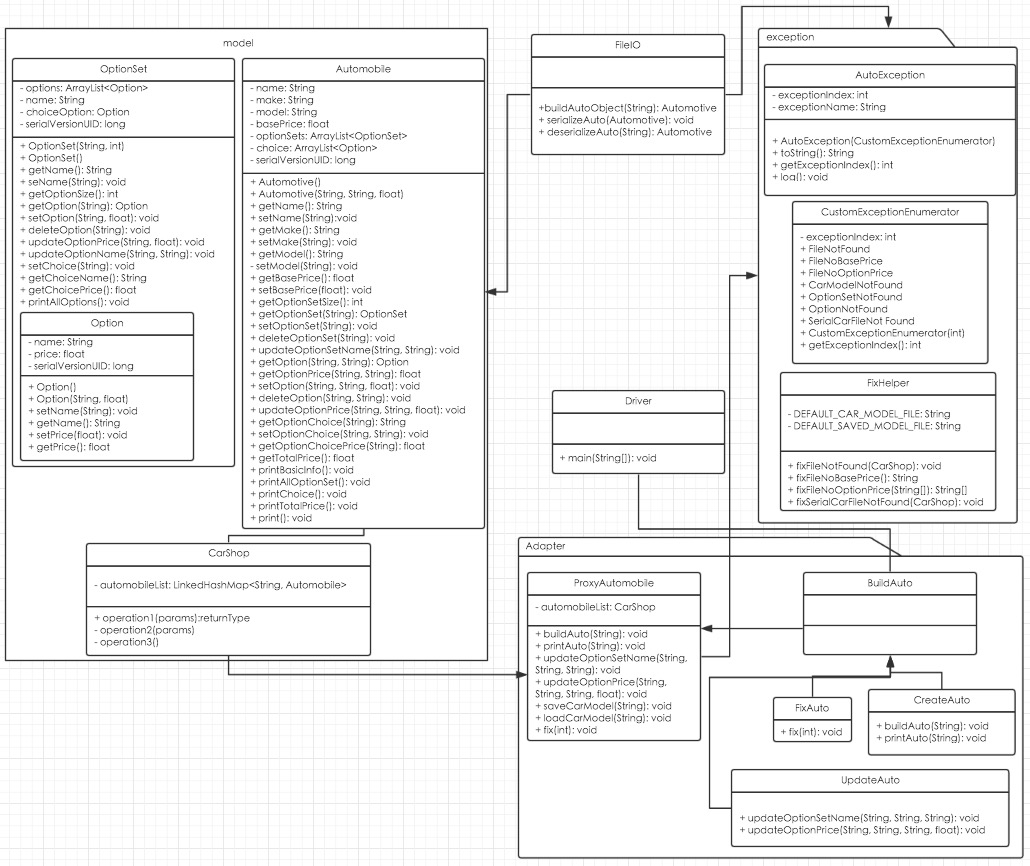 model
OptionSet
- options: ArrayList<Option>
- name: String
- choiceOption: Option
- serialVersionUID: long
+ OptionSet(String, int)
+ OptionSet()
+ getName(): String
+ seName(String): void
+ getOptionSize(): int
+ getOption(String): Option
+ setOption(String, float): void
+ deleteOption(String): void
+ updateOptionPrice(String, float): void
+ updateOptionName(String, String): void
+ setChoice(String): void
+ getChoiceName(): String
+ getChoicePrice(): float
+ printAllOptions(): void
Option
- name: String
- price: float
- serialVersionUID: long
+ Option()
+ Option(String, float)
+ setName(String): void
+ getName(): String
+ setPrice(float): void
+ getPrice(): float
Automobile
- name: String
- make: String
- model: String
- basePrice: float
- optionSets: ArrayList<OptionSet>
- choice: ArrayList<Option>
- serialVersionUID: long
+ Automotive()
+ Automotive(String, String, float)
+ getName(): String
+ setName(String):void
+ getMake(): String
+ setMake(String): void
+ getModel(): String
- setModel(String): void
+ getBasePrice(): float
+ setBasePrice(float): void
+ getOptionSetSize(): int
+ getOptionSet(String): OptionSet
+ setOptionSet(String): void
+ deleteOptionSet(String): void
+ updateOptionSetName(String, String): void
+ getOption(String, String): Option
+ getOptionPrice(String, String): float
+ setOption(String, String, float): void
+ deleteOption(String, String): void
+ updateOptionPrice(String, String, float): void
+ getOptionChoice(String): String
+ setOptionChoice(String, String): void
+ getOptionChoicePrice(String): float
+ getTotalPrice(): float
+ printBasicInfo(): void
+ printAllOptionSet(): void
+ printChoice(): void
+ printTotalPrice(): void
+ print(): void
CarShop
- automobileList: LinkedHashMap<String, Automobile>
+ operation1(params):returnType
- operation2(params)
- operation3()
FileIO
+buildAutoObject(String): Automotive
+ serializeAuto(Automotive): void
+ deserializeAuto(String): Automotive
exception
AutoException
- exceptionIndex: int
- exceptionName: String
+ AutoException(CustomExceptionEnumerator)
+ toString(): String
+ getExceptionIndex(): int
+ log(): void
CustomExceptionEnumerator
- exceptionIndex: int
+ FileNotFound
+ FileNoBasePrice
+ FileNoOptionPrice
+ CarModelNotFound
+ OptionSetNotFound
+ OptionNotFound
+ SerialCarFileNot Found
+ CustomExceptionEnumerator(int)
+ getExceptionIndex(): int
FixHelper
- DEFAULT_CAR_MODEL_FILE: String
- DEFAULT_SAVED_MODEL_FILE: String
+ fixFileNotFound(CarShop): void
+ fixFileNoBasePrice(): String
+ fixFileNoOptionPrice(String[]): String[]
+ fixSerialCarFileNotFound(CarShop): void
Driver
+ main(String[]): void
Adapter
ProxyAutomobile
- automobileList: CarShop
+ buildAuto(String): void
+ printAuto(String): void
+ updateOptionSetName(String,
String, String): void
+ updateOptionPrice(String,
String, String, float): void
+ saveCarModel(String): void
+ loadCarModel(String): void
+ fix(int): void
BuildAuto
FixAuto
+ fix(int): void
CreateAuto
+ buildAuto(String): void
+ printAuto(String): void
UpdateAuto
+ updateOptionSetName(String, String, String): void
+ updateOptionPrice(String, String, String, float): void